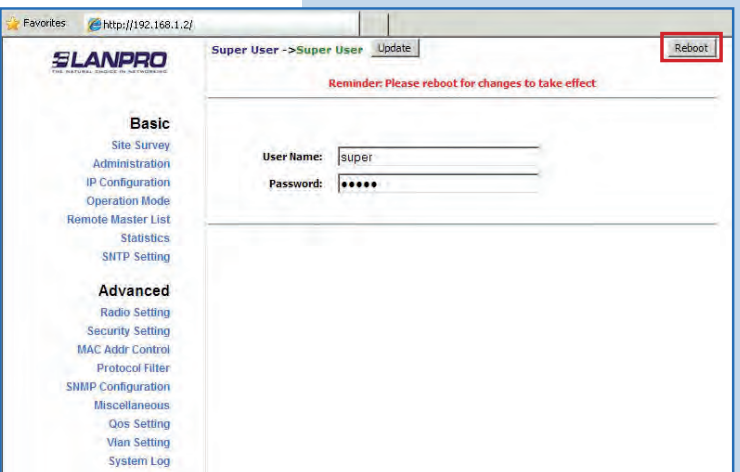 Favorites http://192.168.1.2/
LANPRO
THE NATURAL CHOICE IN NETWORKING
Super User ->Super User Update Reboot
Reminder: Please reboot for changes to take effect
Basic
Site Survey
Administration
IP Configuration
Operation Mode
Remote Master List
Statistics
SNTP Setting
User Name: super
Password: •••••
Advanced
Radio Setting
Security Setting
MAC Addr Control
Protocol Filter
SNMP Configuration
Miscellaneous
Qos Setting
Vlan Setting
System Log